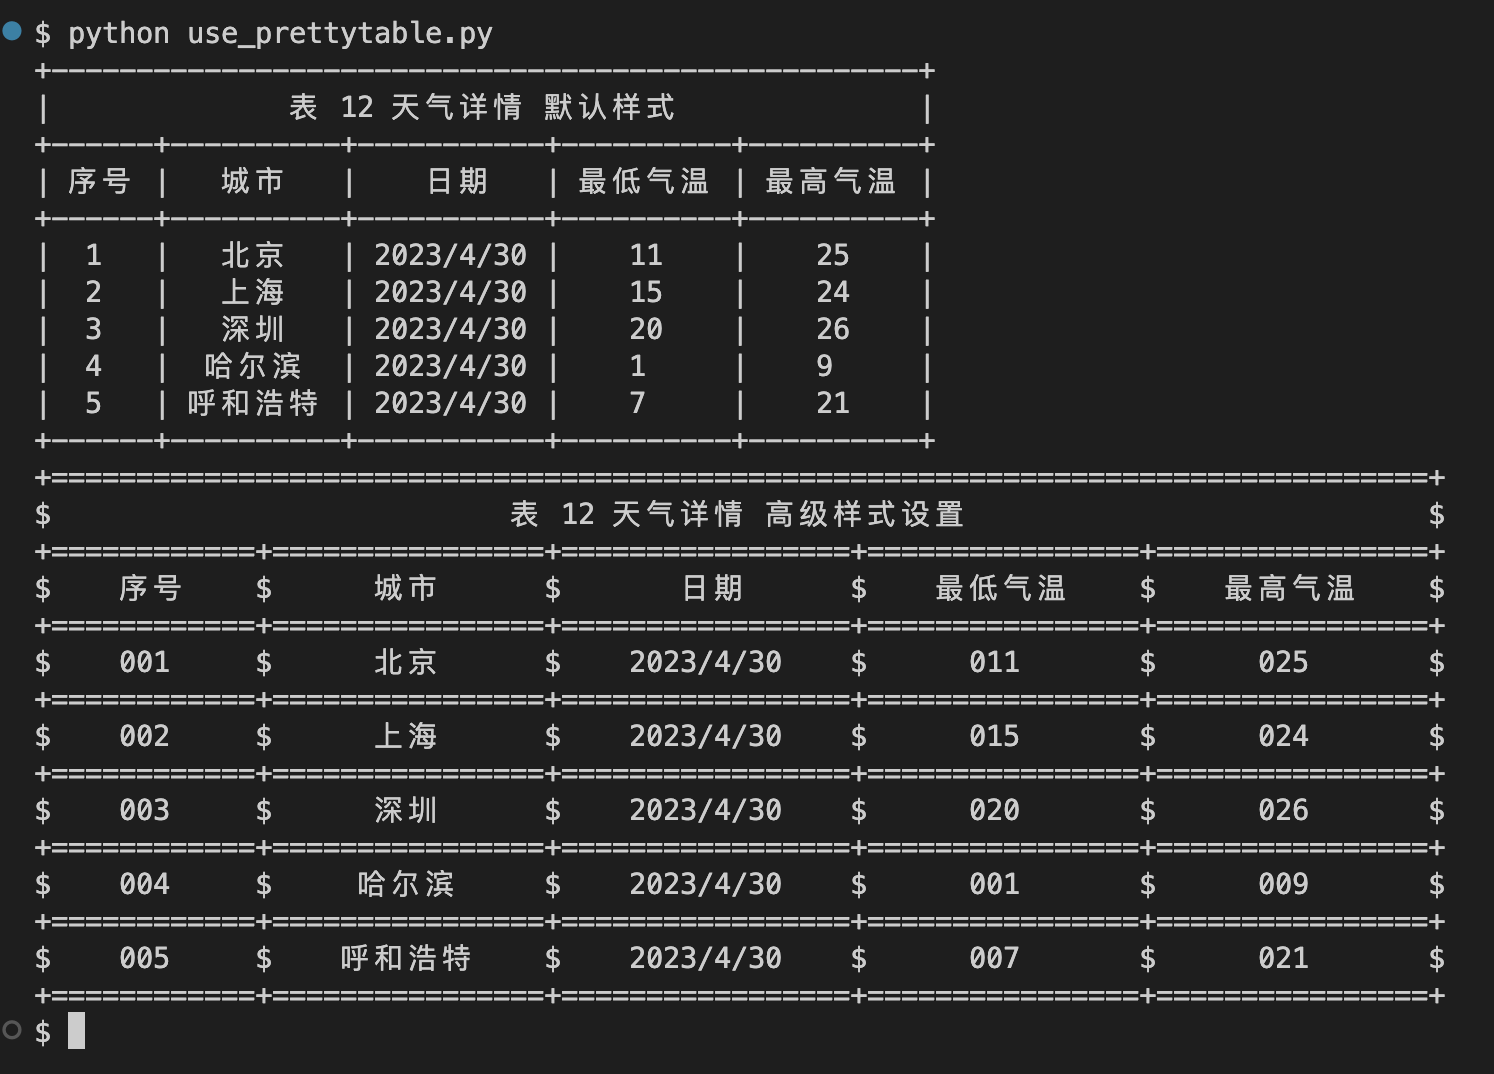 $ python use_prettytable.py
+---------------------------------------------------+
|              表 12 天气详情 默认样式              |
+------+----------+-----------+----------+----------+
| 序号 |   城市   |    日期   | 最低气温 | 最高气温 |
+------+----------+-----------+----------+----------+
|  1   |   北京   | 2023/4/30 |    11    |    25    |
|  2   |   上海   | 2023/4/30 |    15    |    24    |
|  3   |   深圳   | 2023/4/30 |    20    |    26    |
|  4   |  哈尔滨  | 2023/4/30 |    1     |    9     |
|  5   | 呼和浩特 | 2023/4/30 |    7     |    21    |
+------+----------+-----------+----------+----------+
+=================================================================================+
$                           表 12 天气详情 高级样式设置                           $
+============+================+=================+================+================+
$    序号    $      城市      $       日期      $    最低气温    $    最高气温    $
+============+================+=================+================+================+
$    001     $      北京      $    2023/4/30    $      011       $      025       $
+============+================+=================+================+================+
$    002     $      上海      $    2023/4/30    $      015       $      024       $
+============+================+=================+================+================+
$    003     $      深圳      $    2023/4/30    $      020       $      026       $
+============+================+=================+================+================+
$    004     $     哈尔滨     $    2023/4/30    $      001       $      009       $
+============+================+=================+================+================+
$    005     $    呼和浩特    $    2023/4/30    $      007       $      021       $
+============+================+=================+================+================+
$